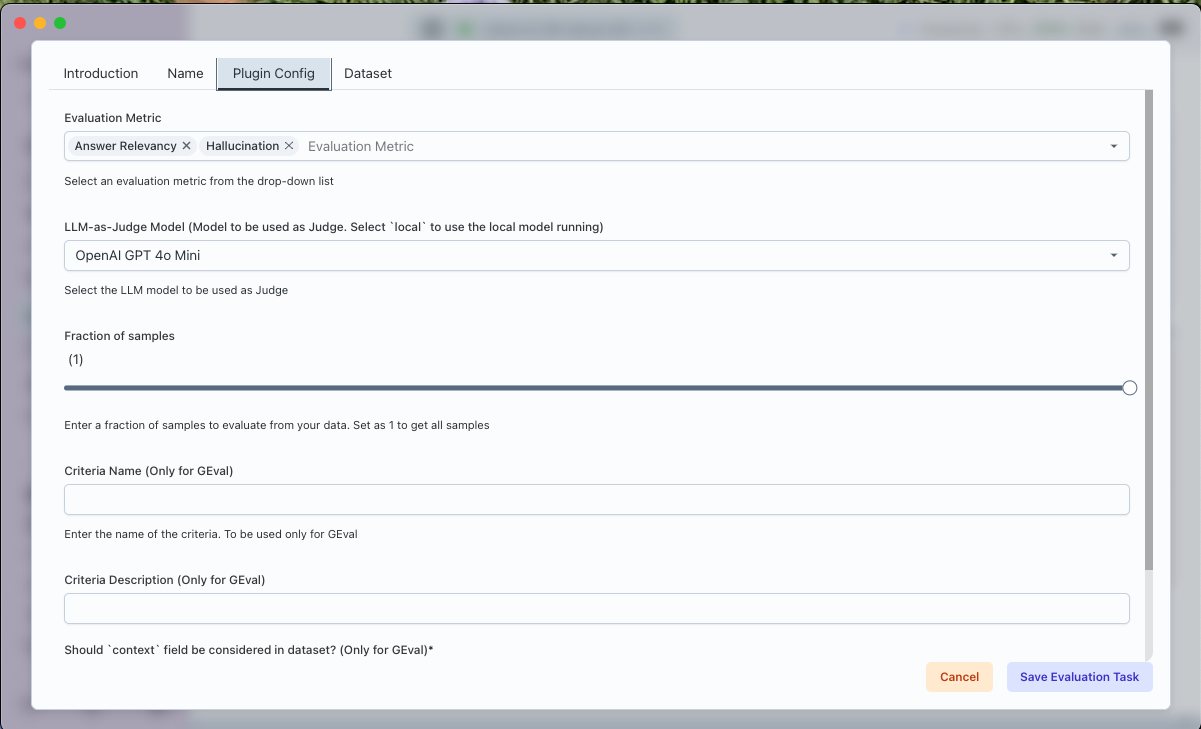 Introduction Name Plugin Config Dataset
Evaluation Metric
Answer Relevancy Hallucination Evaluation Metric
Select an evaluation metric from the drop-down list
LLM-as-Judge Model (Model to be used as Judge. Select `local` to use the local model running)
OpenAI GPT 4o Mini
Select the LLM model to be used as Judge
Fraction of samples
(1)
Enter a fraction of samples to evaluate from your data. Set as 1 to get all samples
Criteria Name (Only for GEval)
Enter the name of the criteria. To be used only for GEval
Criteria Description (Only for GEval)
Should `context` field be considered in dataset? (Only for GEval)*
Cancel Save Evaluation Task